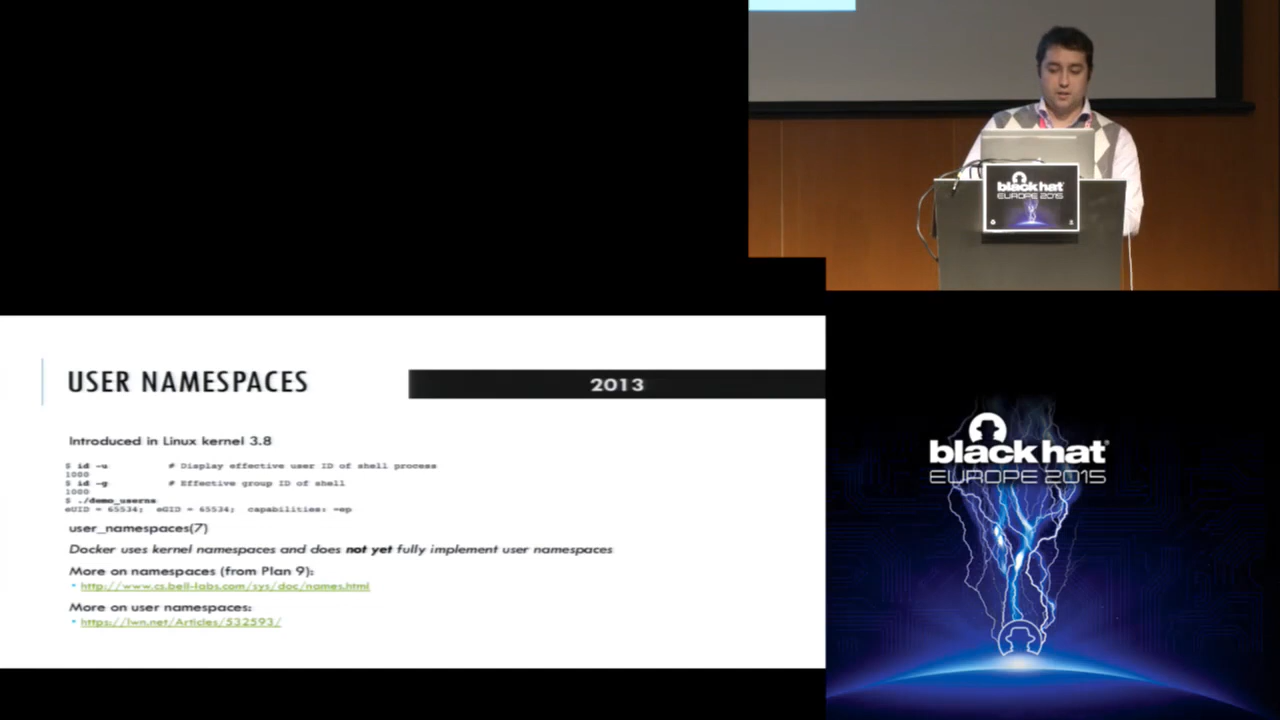 black hat
EUROPE 2015
USER NAMESPACES
2013
Introduced in Linux kernel 3.8
$ id -u # Display effective user ID of shell process
1000
$ id -g # Effective group ID of shell
1000
$ ./demo_userns
eUID = 65534; eGID = 65534; capabilities: =ep
user_namespaces(7)
Docker uses kernel namespaces and does not yet fully implement user namespaces
More on namespaces (from Plan 9):
• http://www.cs.bell-labs.com/sys/doc/names.html
More on user namespaces:
• https://lwn.net/Articles/532593/
black hat®
EUROPE 2015